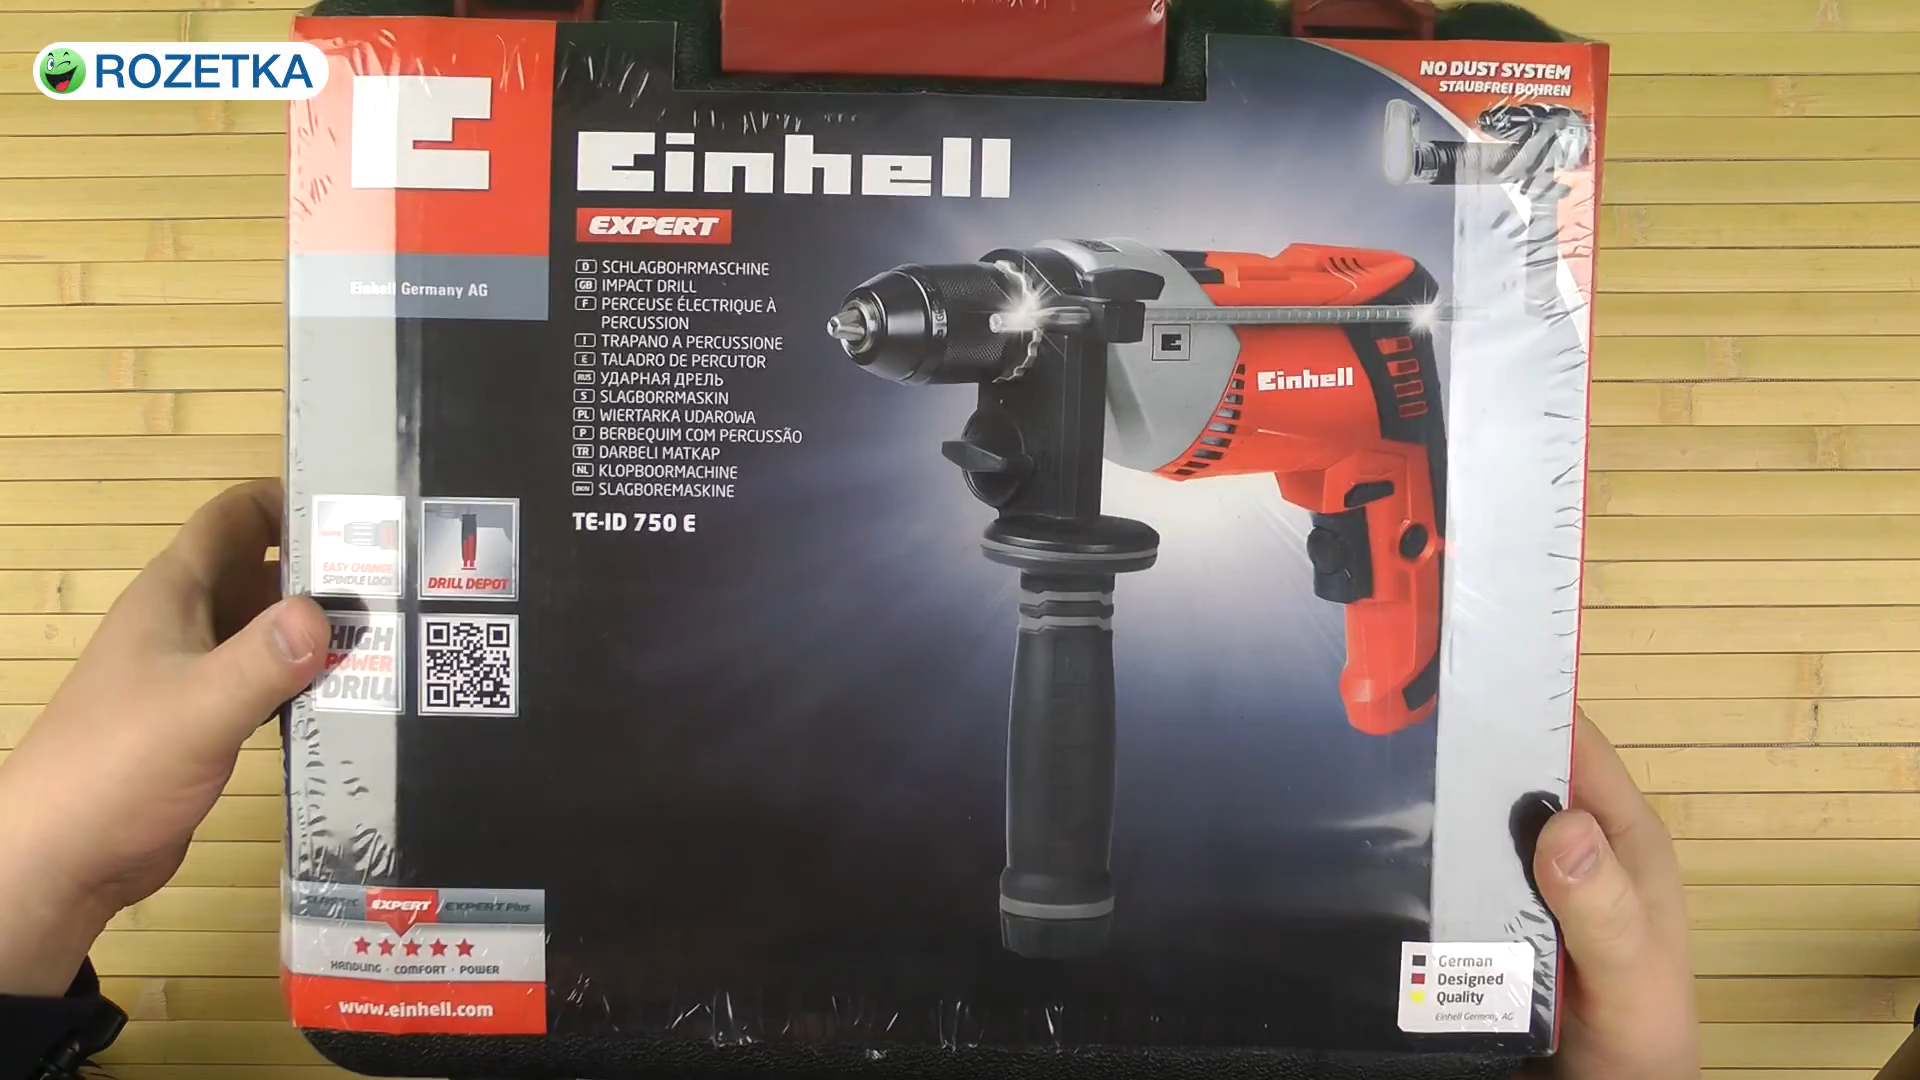 ROZETKA
NO DUST SYSTEM
STAUBFREI BOHREN
Einhell
EXPERT
Einhell Germany AG
D SCHLAGBOHRMASCHINE
GB IMPACT DRILL
F PERCEUSE ÉLECTRIQUE À
PERCUSSION
I TRAPANO A PERCUSSIONE
E TALADRO DE PERCUTOR
RUS УДАРНАЯ ДРЕЛЬ
S SLAGBORRMASKIN
PL WIERTARKA UDAROWA
P BERBEQUIM COM PERCUSSÃO
TR DARBELI MATKAP
NL KLOPBOORMACHINE
SLAGBOREMASKINE
TE-ID 750 E
Einhell
EASY CHANGE
SPINDLE LOCK
DRILL DEPOT
HIGH
POWER
DRILL
CLASSIC EXPERT EXPERT Plus
HANDLING · COMFORT · POWER
www.einhell.com
German
Designed
Quality
Einhell Germany AG